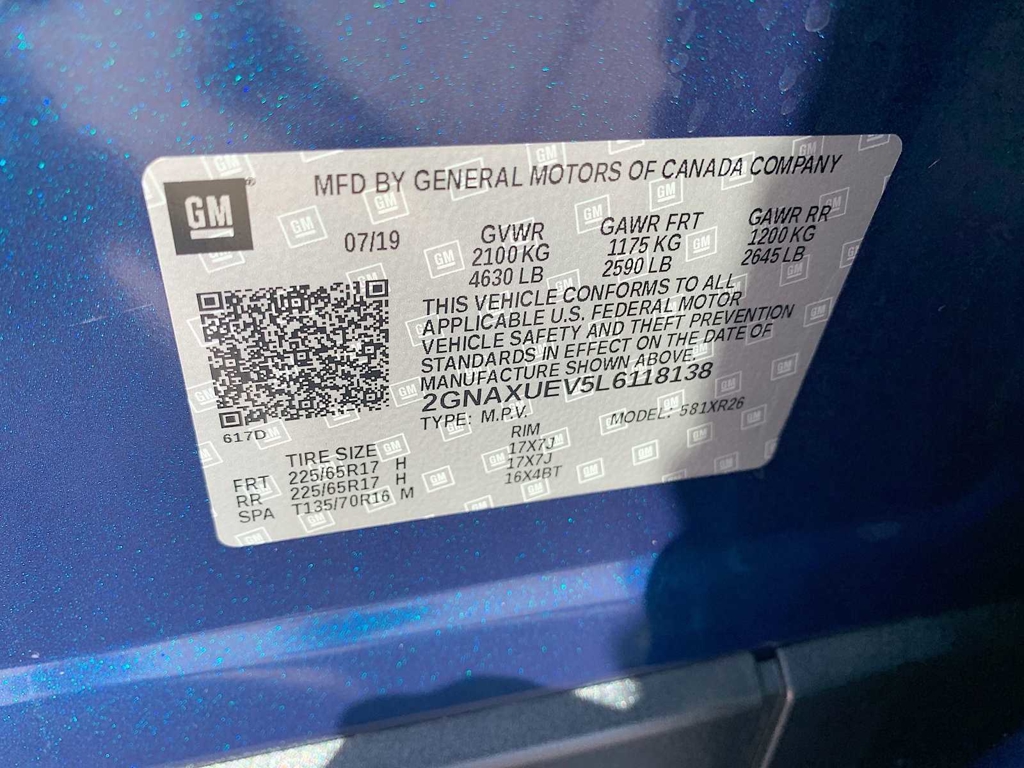 GM
MFD BY GENERAL MOTORS OF CANADA COMPANY
07/19
GVWR
2100KG
4630 LB
GAWR FRT
1175 KG
2590 LB
GAWR RR
1200 KG
2645 LB
THIS VEHICLE CONFORMS TO ALL
APPLICABLE U.S. FEDERAL MOTOR
VEHICLE SAFETY AND THEFT PREVENTION
STANDARDS IN EFFECT ON THE DATE OF
MANUFACTURE SHOWN ABOVE.
2GNAXUEV5L6118138
TYPE: M.P.V. MODEL: 581XR26
617D
TIRE SIZE RIM
FRT 225/65R17 H 17X7J
RR 225/65R17 H 17X7J
SPA T135/70R16 M 16X4BT